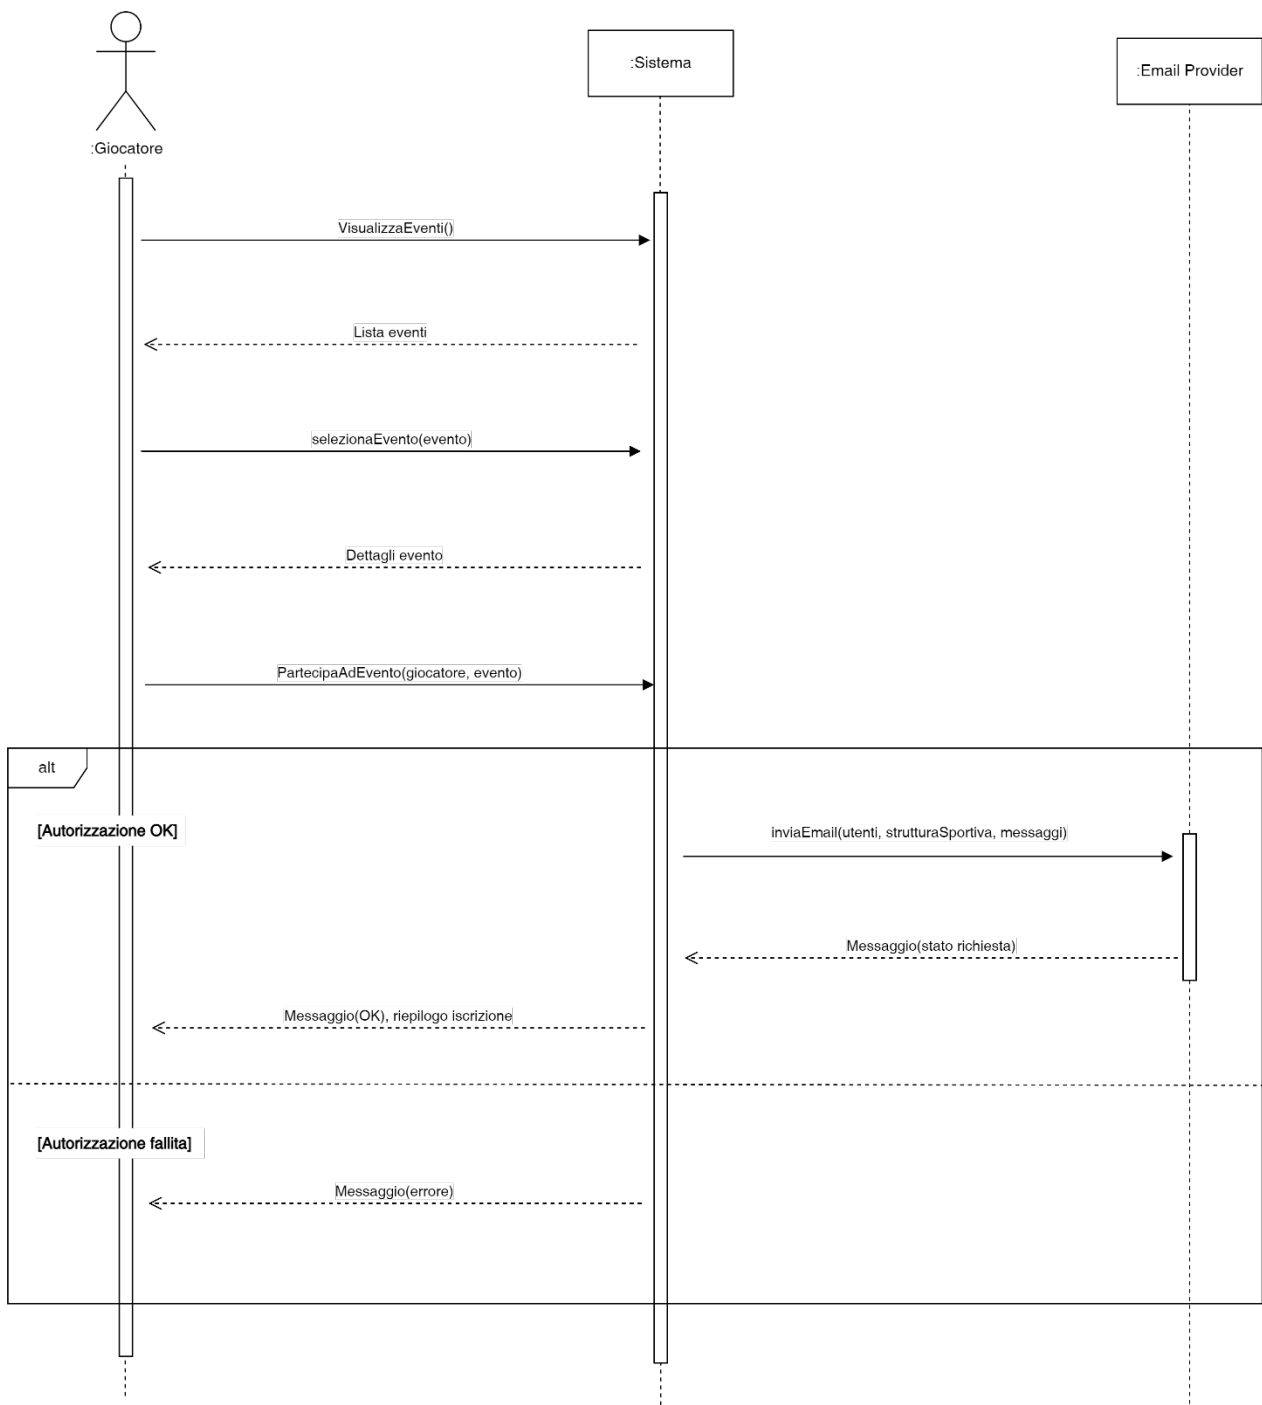 :Sistema
:Email Provider
:Giocatore
VisualizzaEventi()
Lista eventi
selezionaEvento(evento)
Dettagli evento
PartecipaAdEvento(giocatore, evento)
alt
[Autorizzazione OK]
inviaEmail(utenti, strutturaSportiva, messaggi)
Messaggio(stato richiesta)
Messaggio(OK), riepilogo iscrizione
[Autorizzazione fallita]
Messaggio(errore)